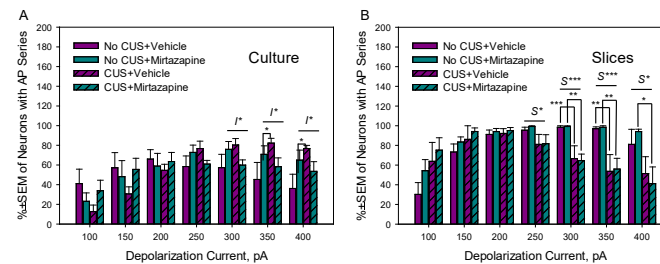 A
%±SEM of Neurons with AP Series
200
180
160
140
120
100
80
60
40
20
0
No CUS+Vehicle
No CUS+Mirtazapine
CUS+Vehicle
CUS+Mirtazapine
Culture
I*
I*
I*
*
*
100 150 200 250 300 350 400
Depolarization Current, pA
B
%±SEM of Neurons with AP Series
200
180
160
140
120
100
80
60
40
20
0
No CUS+Vehicle
No CUS+Mirtazapine
CUS+Vehicle
CUS+Mirtazapine
Slices
S*** S*** S*
*** ** ** ** *
S*
100 150 200 250 300 350 400
Depolarization Current, pA